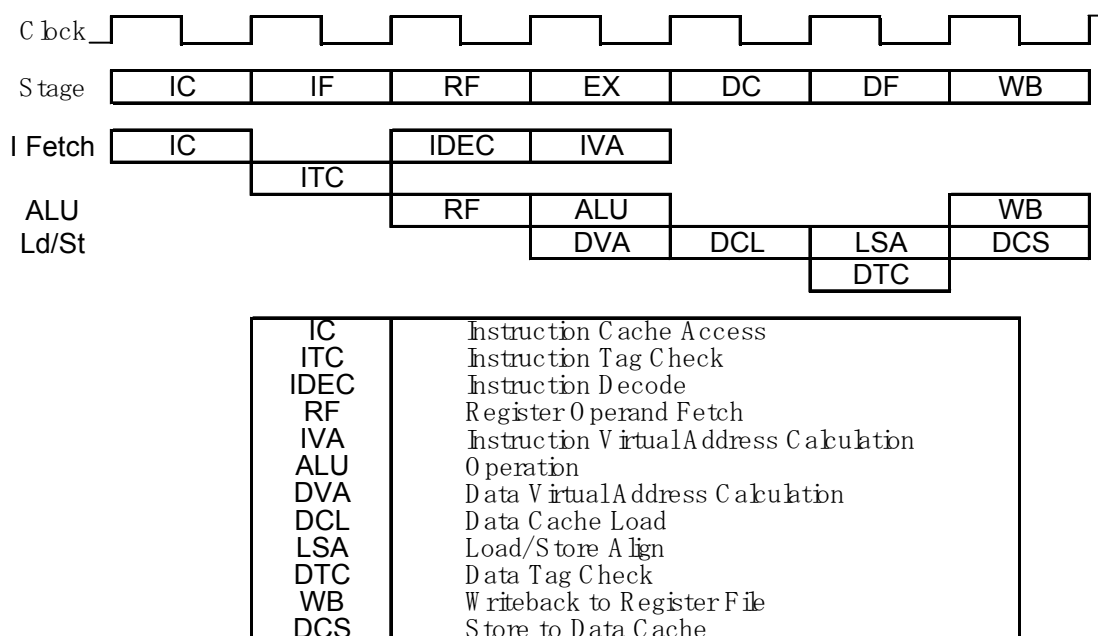 Clock
Stage IC IF RF EX DC DF WB
I Fetch IC IDEC IVA
ITC
ALU RF ALU WB
Ld/St DVA DCL LSA DCS
DTC
IC Instruction Cache Access
ITC Instruction Tag Check
IDEC Instruction Decode
RF Register Operand Fetch
IVA Instruction Virtual Address Calculation
ALU Operation
DVA Data Virtual Address Calculation
DCL Data Cache Load
LSA Load/Store Align
DTC Data Tag Check
WB Writeback to Register File
DCS Store to Data Cache